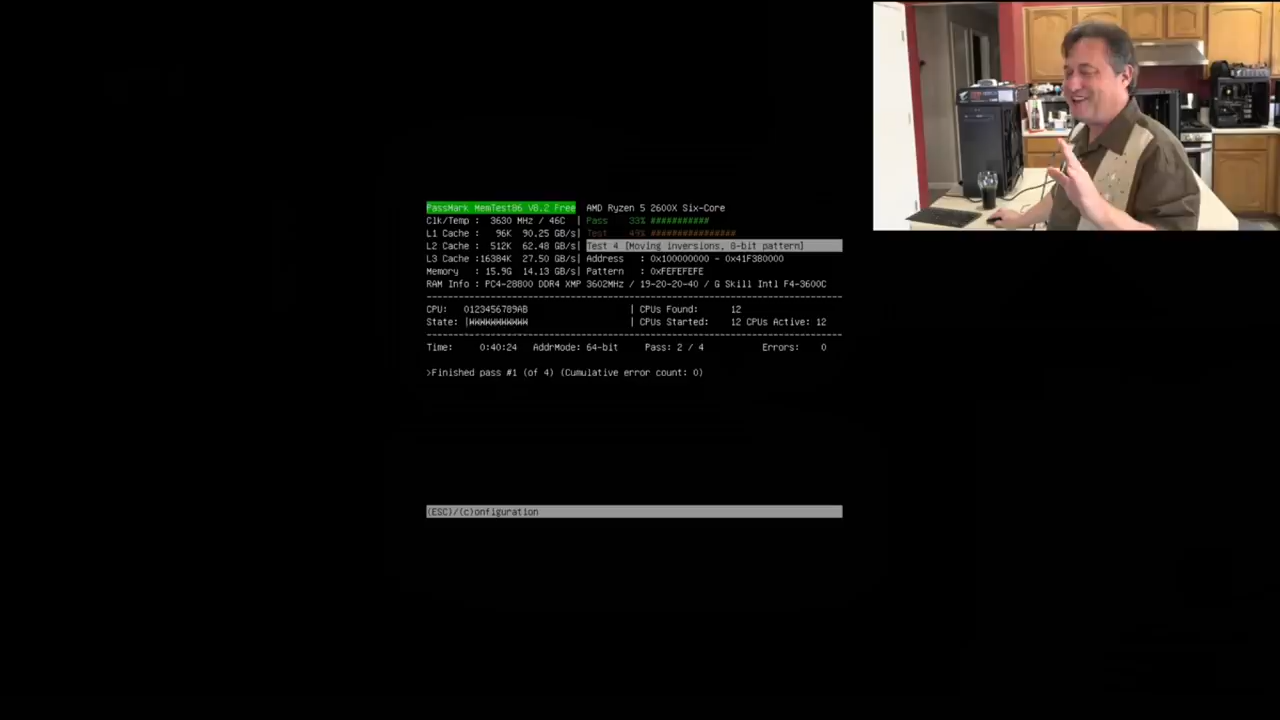 PassMark MemTest86 V8.2 Free AMD Ryzen 5 2600X Six-Core
Clk/Temp : 3630 MHz / 46C | Pass 33% ###########
L1 Cache : 96K 90.25 GB/s| Test 49% ################
L2 Cache : 512K 62.48 GB/s| Test 4 [Moving inversions, 8-bit pattern]
L3 Cache :16384K 27.50 GB/s| Address : 0x100000000 - 0x41F380000
Memory : 15.9G 14.13 GB/s| Pattern : 0xFEFEFEFE
RAM Info : PC4-28800 DDR4 XMP 3602MHz / 19-20-20-40 / G Skill Intl F4-3600C
CPU: 0123456789AB | CPUs Found: 12
State: |WWWWWWWWWWW | CPUs Started: 12 CPUs Active: 12
Time: 0:40:24 AddrMode: 64-bit Pass: 2 / 4 Errors: 0
>Finished pass #1 (of 4) (Cumulative error count: 0)
(ESC)/(c)onfiguration